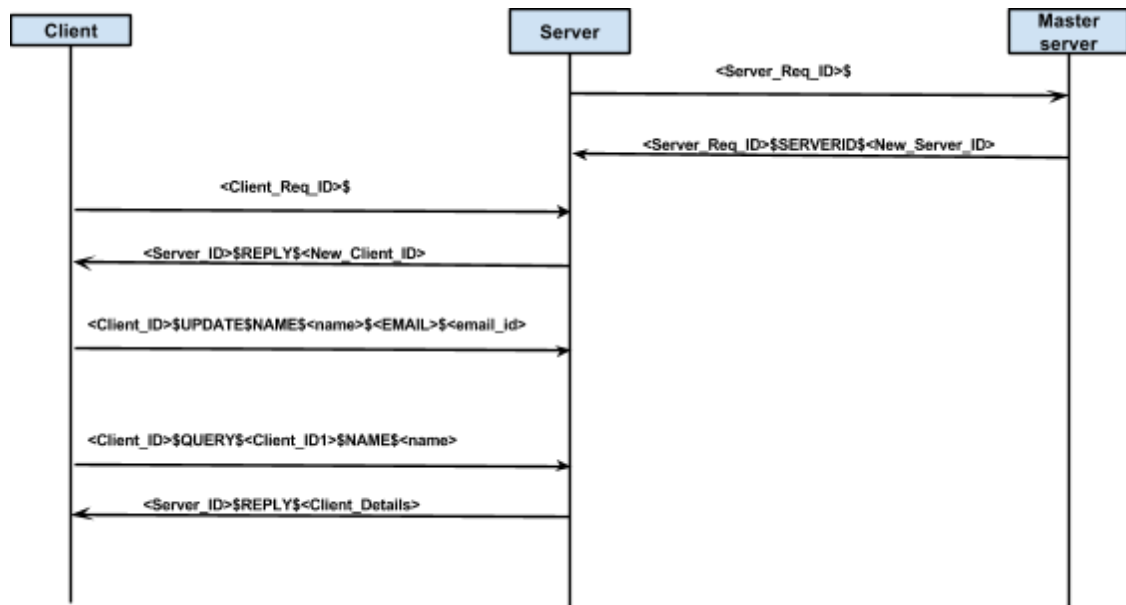 Client
Server
Master
server
<Server_Req_ID>$
<Server_Req_ID>$SERVERID$<New_Server_ID>
<Client_Req_ID>$
<Server_ID>$REPLY$<New_Client_ID>
<Client_ID>$UPDATE$NAME$<name>$<EMAIL>$<email_id>
<Client_ID>$QUERY$<Client_ID1>$NAME$<name>
<Server_ID>$REPLY$<Client_Details>